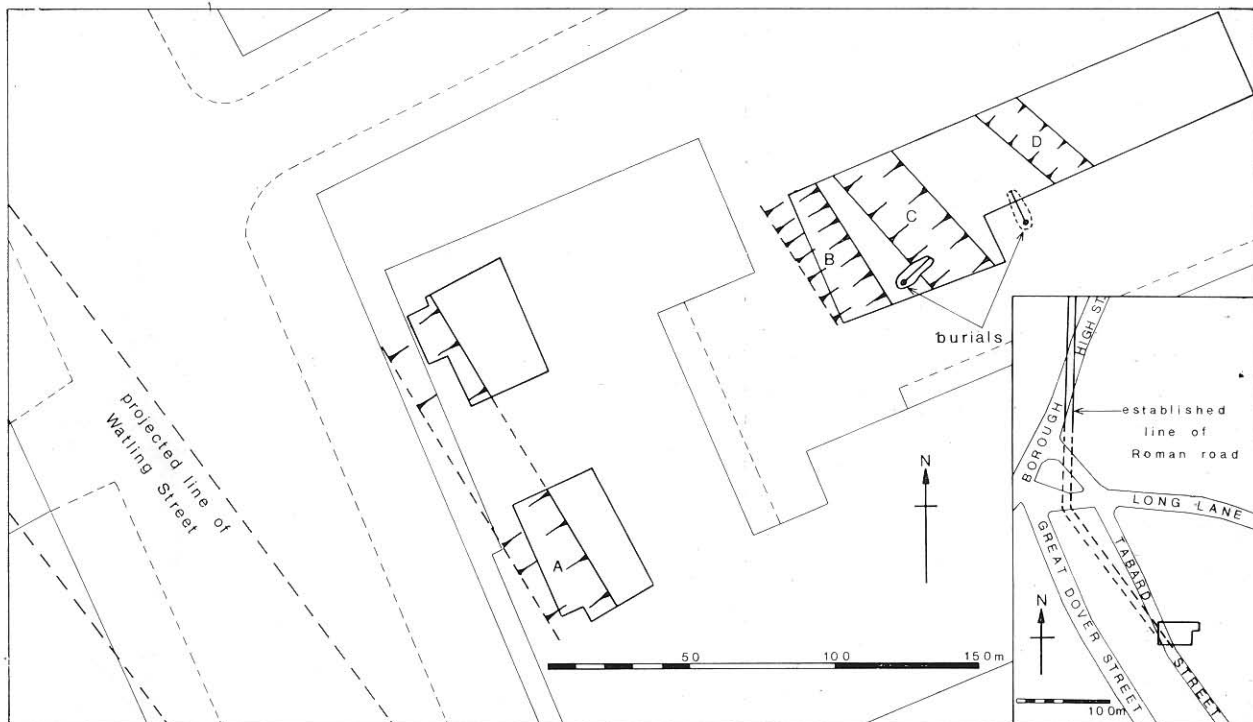 D
C
B
burials
projected line of
Watling Street
A
N
50
100
150m
HIGH ST.
BOROUGH
established
line of
Roman road
LONG LANE
GREAT DOVER STREET
TABARD
STREET
N
100m